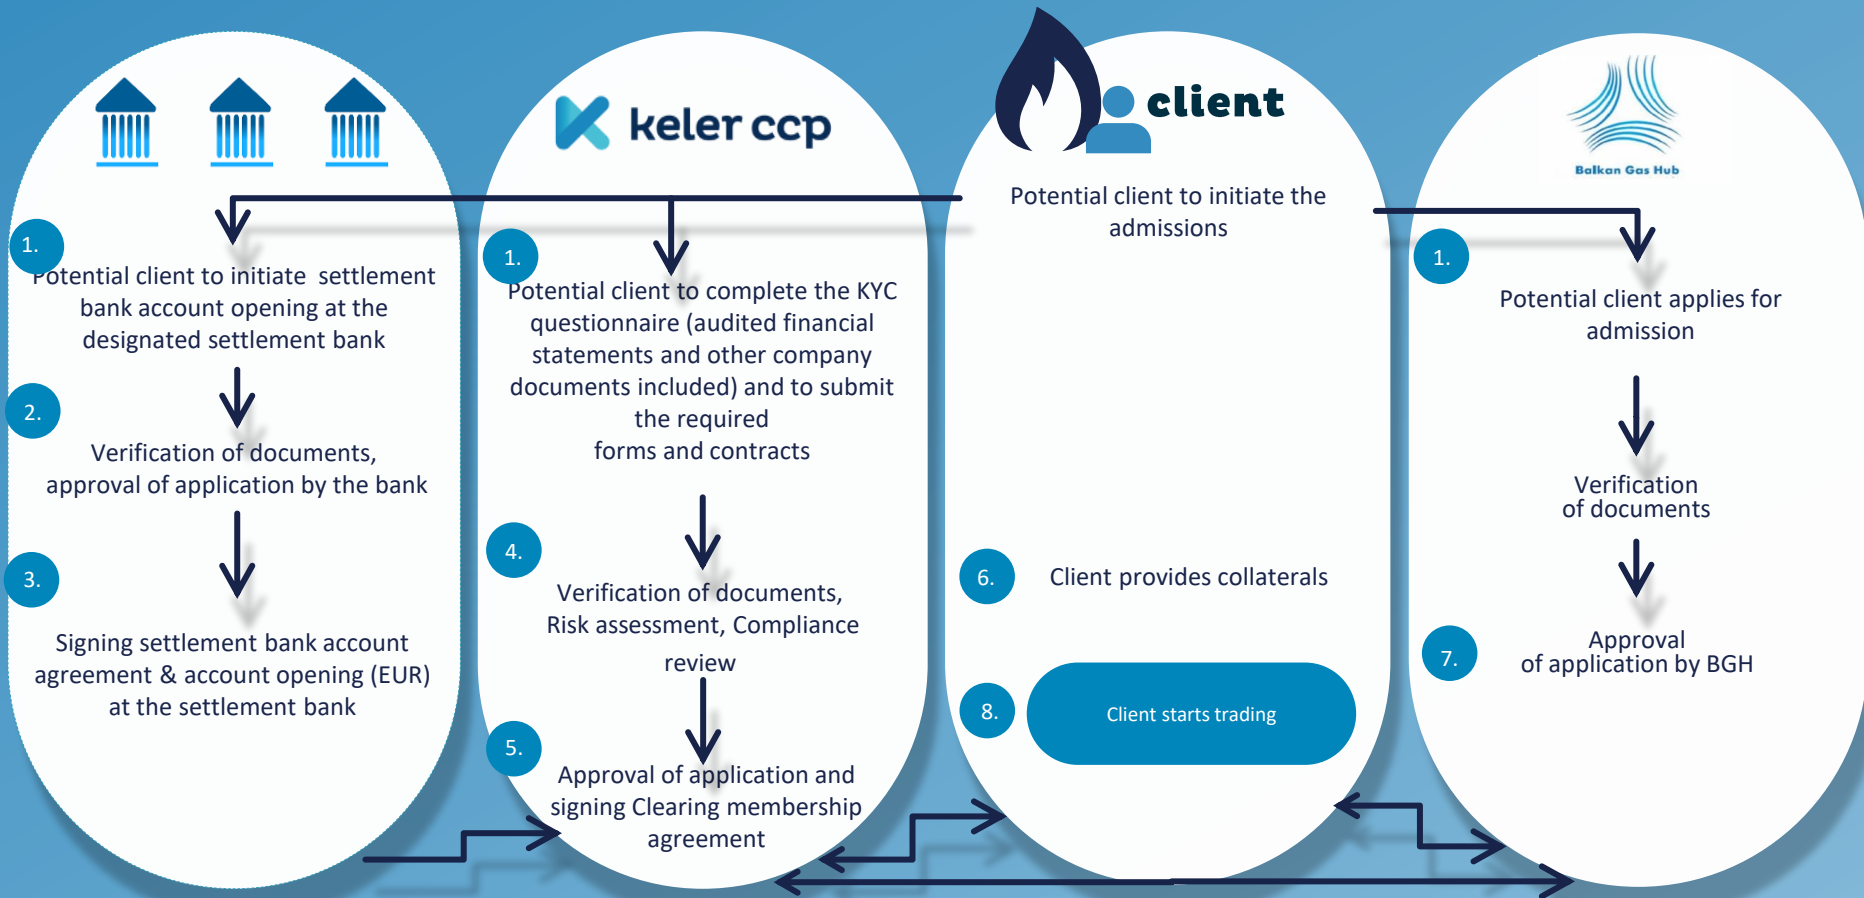 1.
Potential client to initiate settlement
bank account opening at the
designated settlement bank
2.
Verification of documents,
approval of application by the bank
3.
Signing settlement bank account
agreement & account opening (EUR)
at the settlement bank
keler ccp
1.
Potential client to complete the KYC
questionnaire (audited financial
statements and other company
documents included) and to submit
the required
forms and contracts
4.
Verification of documents,
Risk assessment, Compliance
review
5.
Approval of application and
signing Clearing membership
agreement
client
Potential client to initiate the
admissions
6.
Client provides collaterals
8.
Client starts trading
Balkan Gas Hub
1.
Potential client applies for
admission
Verification
of documents
7.
Approval
of application by BGH